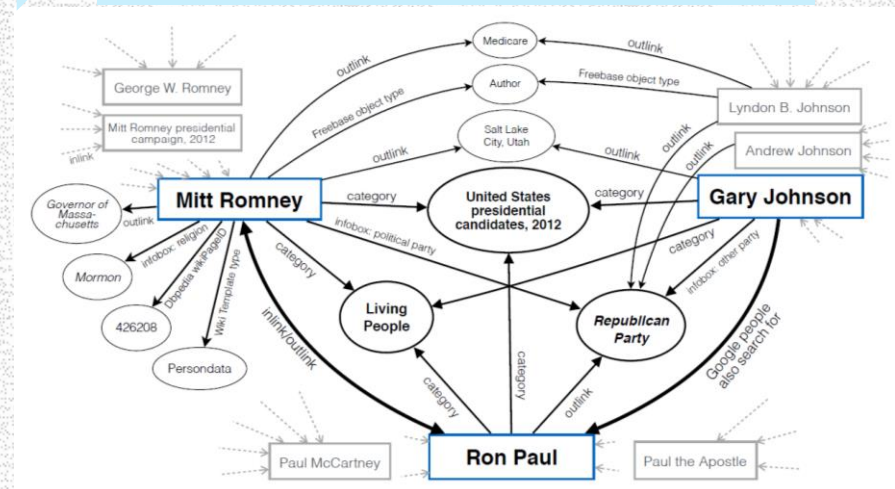 Medicare
outlink
outlink
George W. Romney
Author
Freebase object type
Freebase object type
Lyndon B. Johnson
Mitt Romney presidential
campaign, 2012
Salt Lake
City, Utah
outlink
outlink
Andrew Johnson
inlink
outlink
outlink
Mitt Romney
category
United States
presidential
candidates, 2012
category
Gary Johnson
Governor of
Massa-
chusetts
outlink
infobox: religion
infobox: political party
category
infobox: other party
Mormon
Dbpedia wikiPageID
category
Wiki Template type
Living
People
Republican
Party
426208
inlink/outlink
Google people
also search for
Persondata
category
category
outlink
Paul McCartney
Ron Paul
Paul the Apostle